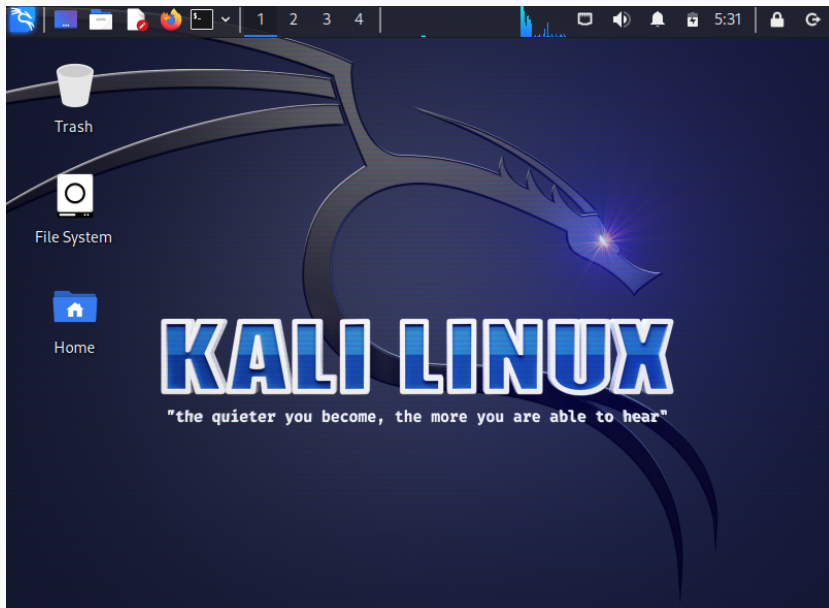 1 2 3 4 5:31
Trash
File System
Home
KALI LINUX
"the quieter you become, the more you are able to hear"